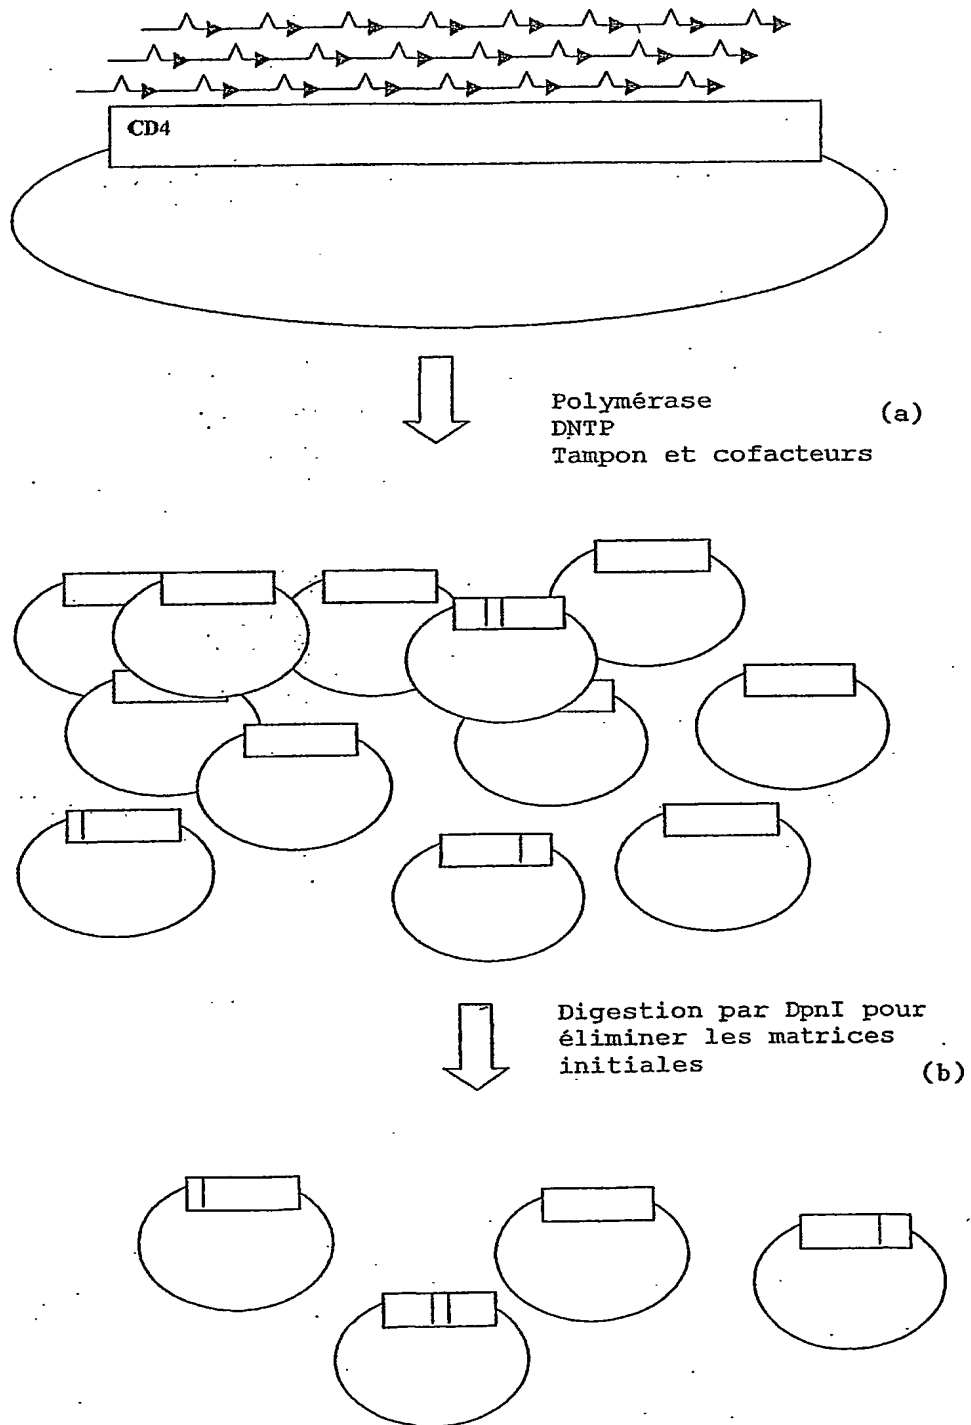 CD4
Polymérase
DNTP
Tampon et cofacteurs
(a)
Digestion par DpnI pour
éliminer les matrices
initiales
(b)